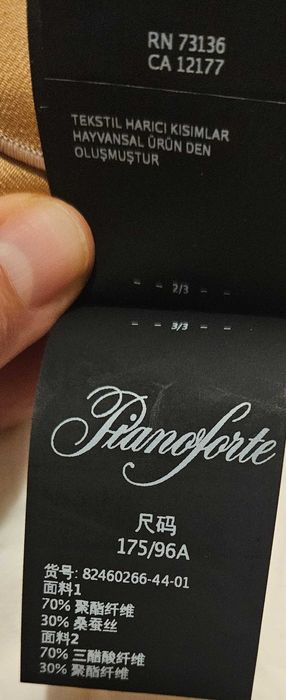 RN 73136
CA 12177
TEKSTIL HARICI KISIMLAR
HAYVANSAL ÜRÜN DEN
OLUŞMUŞTUR
- - 2/3 - -
- - 3/3 - -
Pianoforte
尺码
175/96A
货号: 82460266-44-01
面料1
70% 聚酯纤维
30% 桑蚕丝
面料2
70% 三醋酸纤维
30% 聚酯纤维